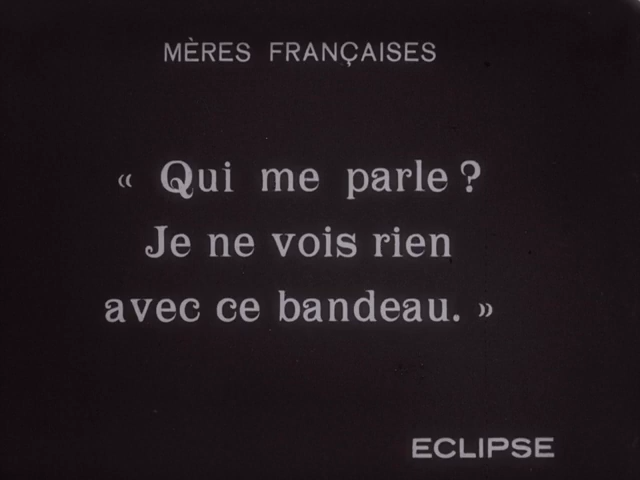 MÈRES FRANÇAISES
« Qui me parle ?
Je ne vois rien
avec ce bandeau. »
ECLIPSE